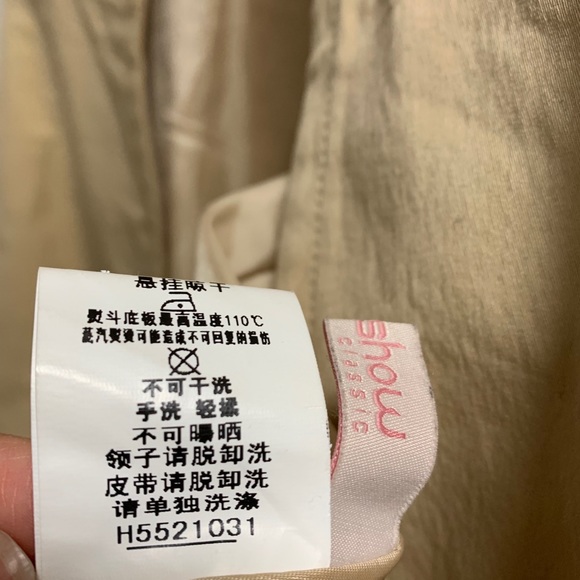 悬挂晾干
熨斗底板最高温度110℃
蒸汽熨烫可能造成不可回复的损伤
不可干洗
手洗 轻揉
不可曝晒
领子请脱卸洗
皮带请脱卸洗
请单独洗涤
H5521031
show
classic